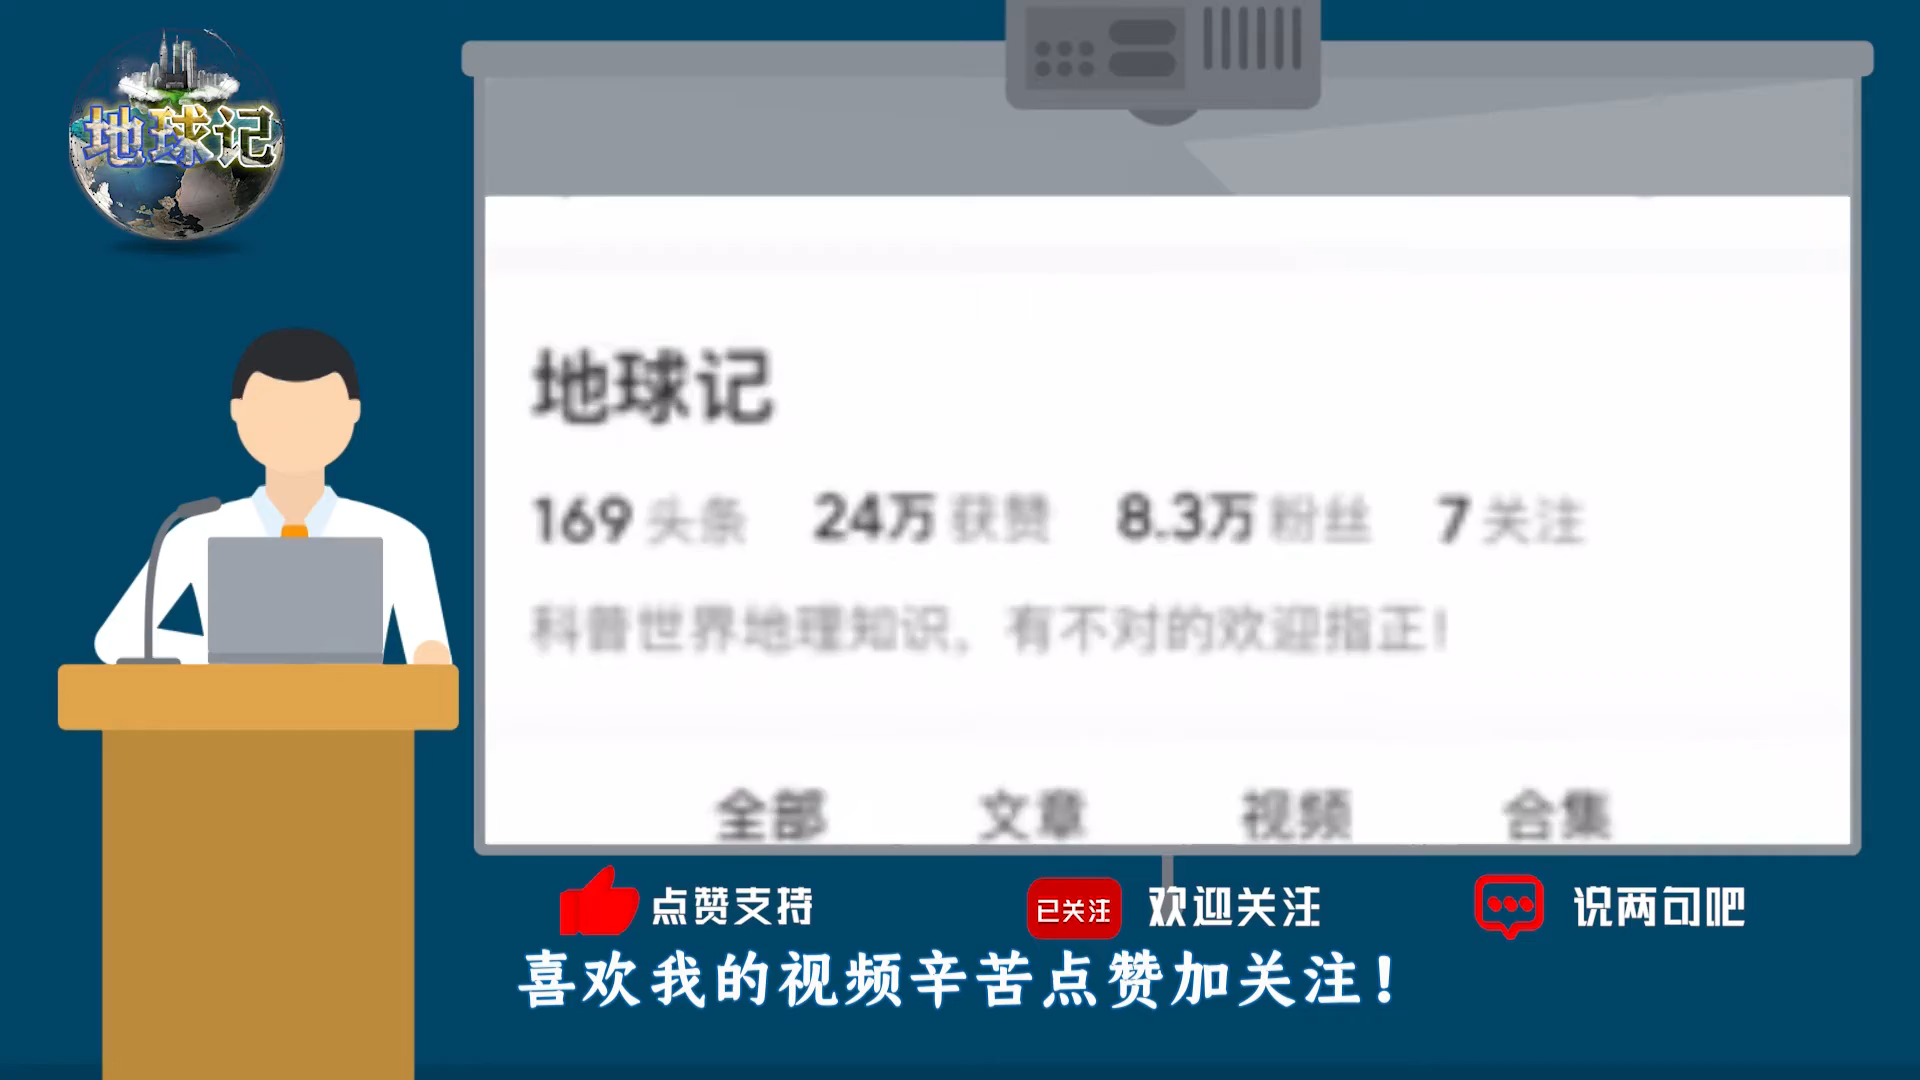 地球记
地球记
169 头条 24万 获赞 8.3万 粉丝 7 关注
科普世界地理知识，有不对的欢迎指正！
全部 文章 视频 合集
点赞支持 已关注 欢迎关注 说两句吧
喜欢我的视频辛苦点赞加关注！